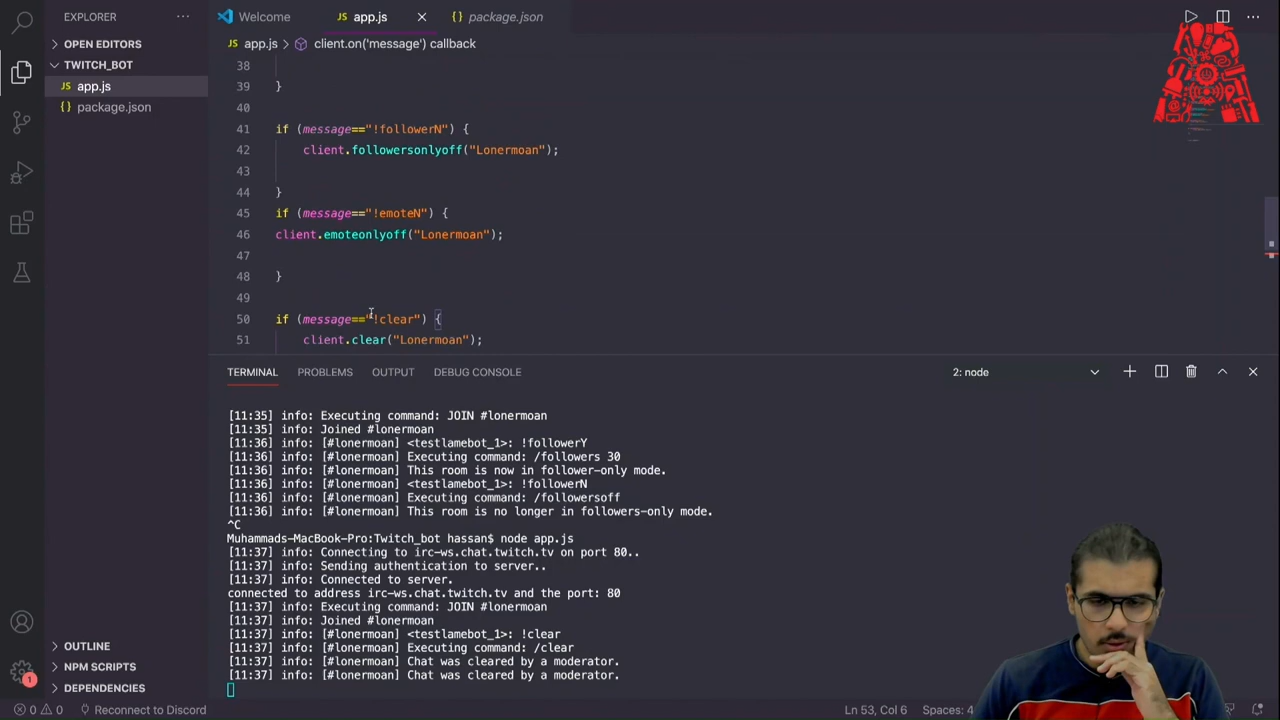 EXPLORER
Welcome
app.js
package.json
OPEN EDITORS
TWITCH_BOT
JS app.js
{} package.json
JS app.js > client.on('message') callback
38
39 }
40
41 if (message=="!followerN") {
42 client.followersonlyoff("Lonermoan");
43
44 }
45 if (message=="!emoteN") {
46 client.emoteonlyoff("Lonermoan");
47
48 }
49
50 if (message=="!clear") {
51 client.clear("Lonermoan");
TERMINAL PROBLEMS OUTPUT DEBUG CONSOLE 2: node
[11:35] info: Executing command: JOIN #lonermoan
[11:35] info: Joined #lonermoan
[11:36] info: [#lonermoan] <testlamebot_1>: !followerY
[11:36] info: [#lonermoan] Executing command: /followers 30
[11:36] info: [#lonermoan] This room is now in follower-only mode.
[11:36] info: [#lonermoan] <testlamebot_1>: !followerN
[11:36] info: [#lonermoan] Executing command: /followersoff
[11:36] info: [#lonermoan] This room is no longer in followers-only mode.
^C
Muhammads-MacBook-Pro:Twitch_bot hassan$ node app.js
[11:37] info: Connecting to irc-ws.chat.twitch.tv on port 80..
[11:37] info: Sending authentication to server..
[11:37] info: Connected to server.
connected to address irc-ws.chat.twitch.tv and the port: 80
[11:37] info: Executing command: JOIN #lonermoan
[11:37] info: Joined #lonermoan
[11:37] info: [#lonermoan] <testlamebot_1>: !clear
[11:37] info: [#lonermoan] Executing command: /clear
[11:37] info: [#lonermoan] Chat was cleared by a moderator.
[11:37] info: [#lonermoan] Chat was cleared by a moderator.
OUTLINE
NPM SCRIPTS
DEPENDENCIES
1
0 0 Reconnect to Discord
Ln 53, Col 6 Spaces: 4